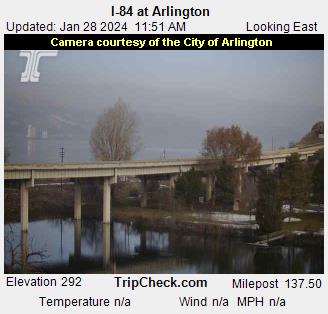 I-84 at Arlington
Updated: Jan 28 2024 11:51 AM Looking East
Camera courtesy of the City of Arlington
Elevation 292 TripCheck.com Milepost 137.50
Temperature n/a Wind n/a MPH n/a